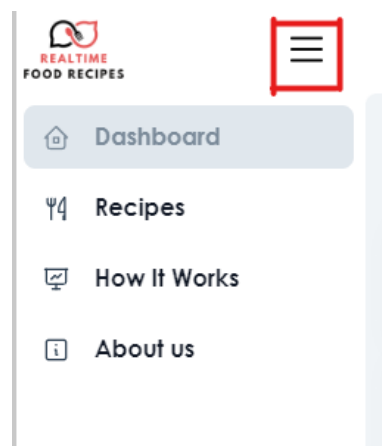 REALTIME
FOOD RECIPES
Dashboard
Recipes
How It Works
About us